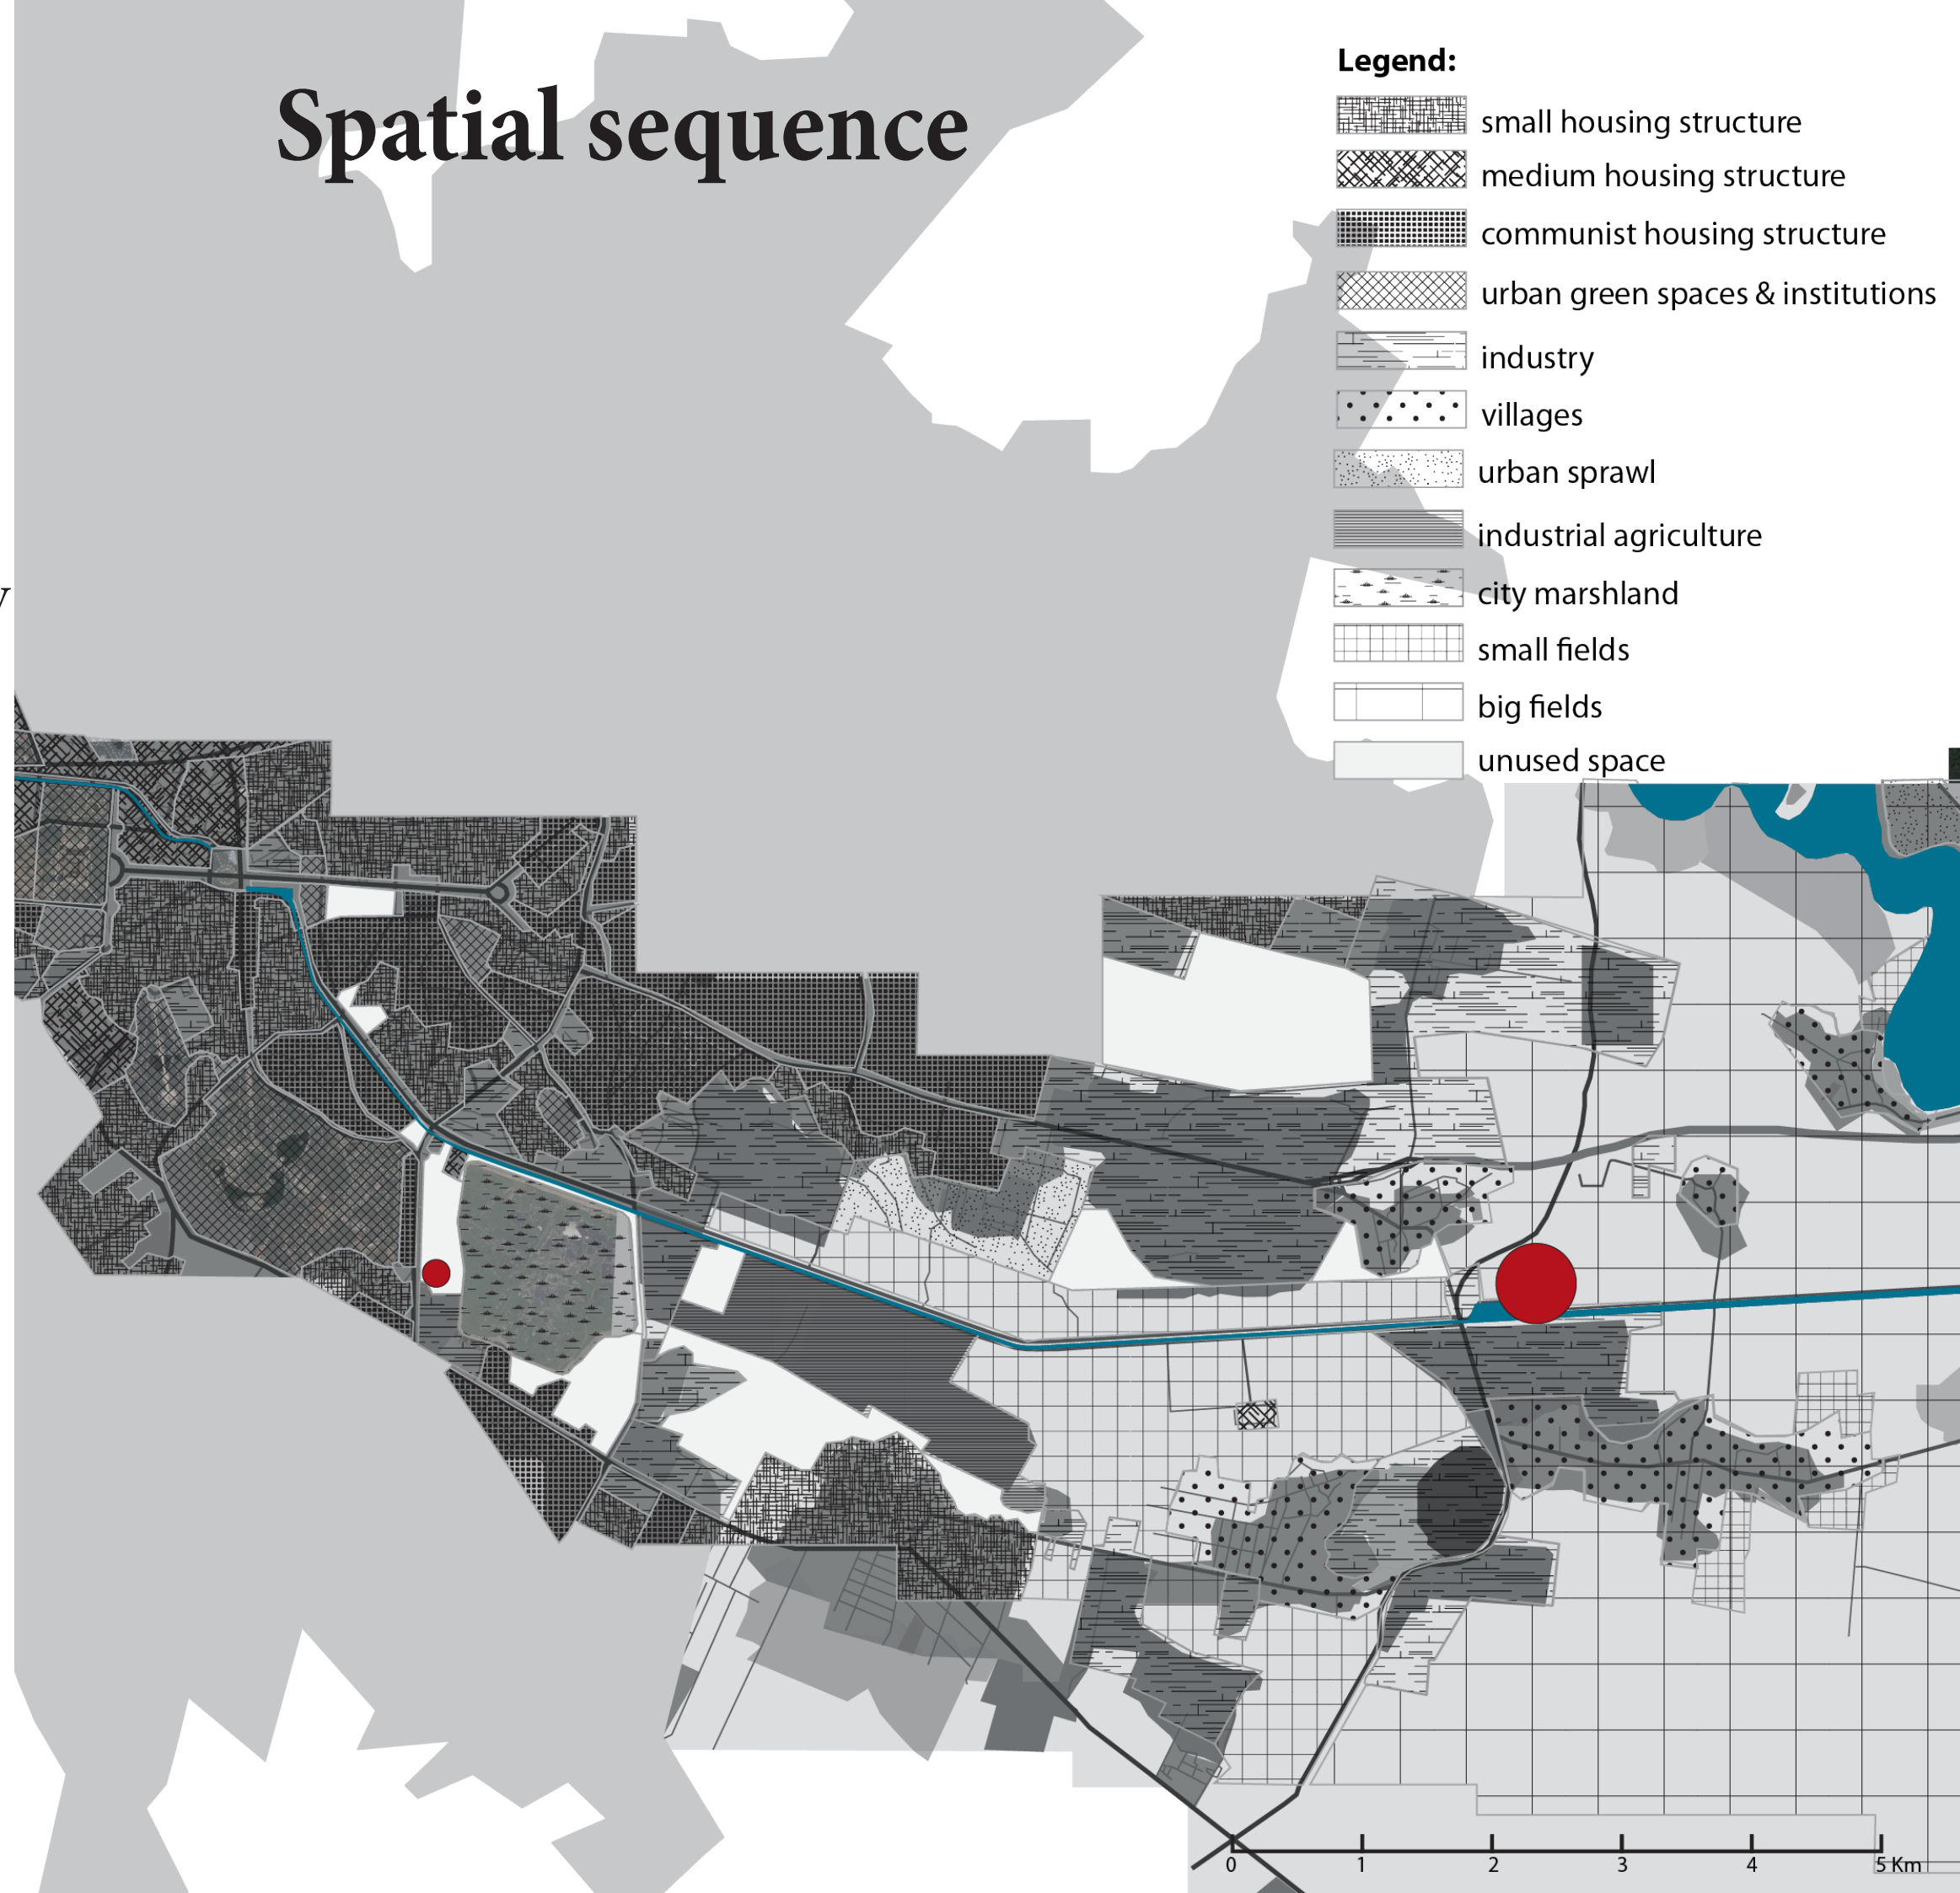 Spatial sequence
Legend:
small housing structure
medium housing structure
communist housing structure
urban green spaces & institutions
industry
villages
urban sprawl
industrial agriculture
city marshland
small fields
big fields
unused space
y
0 1 2 3 4 5 Km